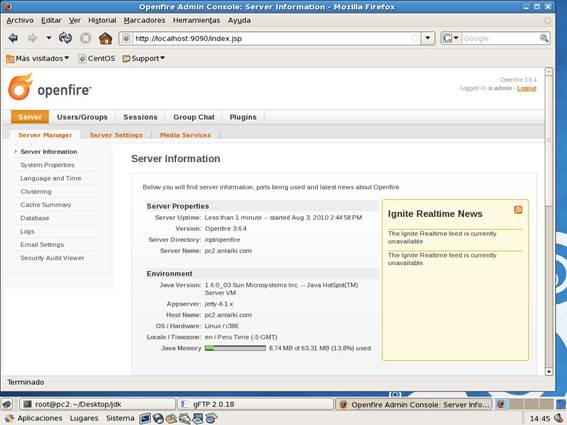 Openfire Admin Console: Server Information - Mozilla Firefox
Archivo Editar Ver Historial Marcadores Herramientas Ayuda
http://localhost:9090/index.jsp
Google
Más visitados CentOS Support
openfire
Openfire 3.6.4
Logged in as admin - Logout
Server Users/Groups Sessions Group Chat Plugins
Server Manager Server Settings Media Services
Server Information
System Properties
Language and Time
Clustering
Cache Summary
Database
Logs
Email Settings
Security Audit Viewer
Server Information
Below you will find server information, ports being used and latest news about Openfire.
Server Properties
Server Uptime: Less than 1 minute -- started Aug 3, 2010 2:44:58 PM
Version: Openfire 3.6.4
Server Directory: /opt/openfire
Server Name: pc2.antarki.com
Environment
Java Version: 1.6.0_03 Sun Microsystems Inc. -- Java HotSpot(TM)
Server VM
Appserver: jetty-6.1.x
Host Name: pc2.antarki.com
OS / Hardware: Linux / i386
Locale / Timezone: en / Peru Time (-5 GMT)
Java Memory 8.74 MB of 63.31 MB (13.8%) used
Ignite Realtime News
The Ignite Realtime feed is currently
unavailable.
The Ignite Realtime feed is currently
unavailable.
Terminado
root@pc2:~/Desktop/jdk gFTP 2.0.18 Openfire Admin Console: Server Info...
Aplicaciones Lugares Sistema 14:45